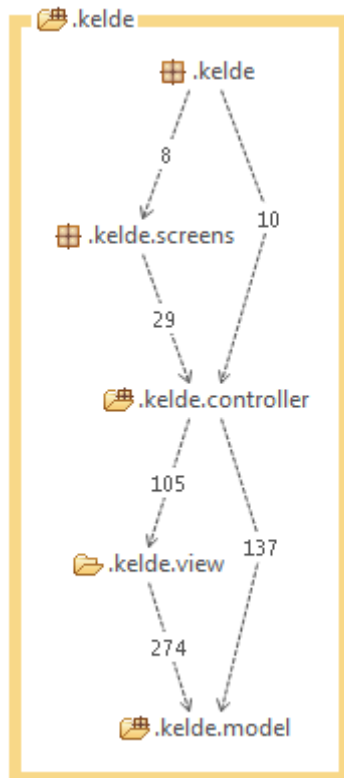 .kelde
.kelde
8
.kelde.screens
10
29
.kelde.controller
105
.kelde.view
137
274
.kelde.model